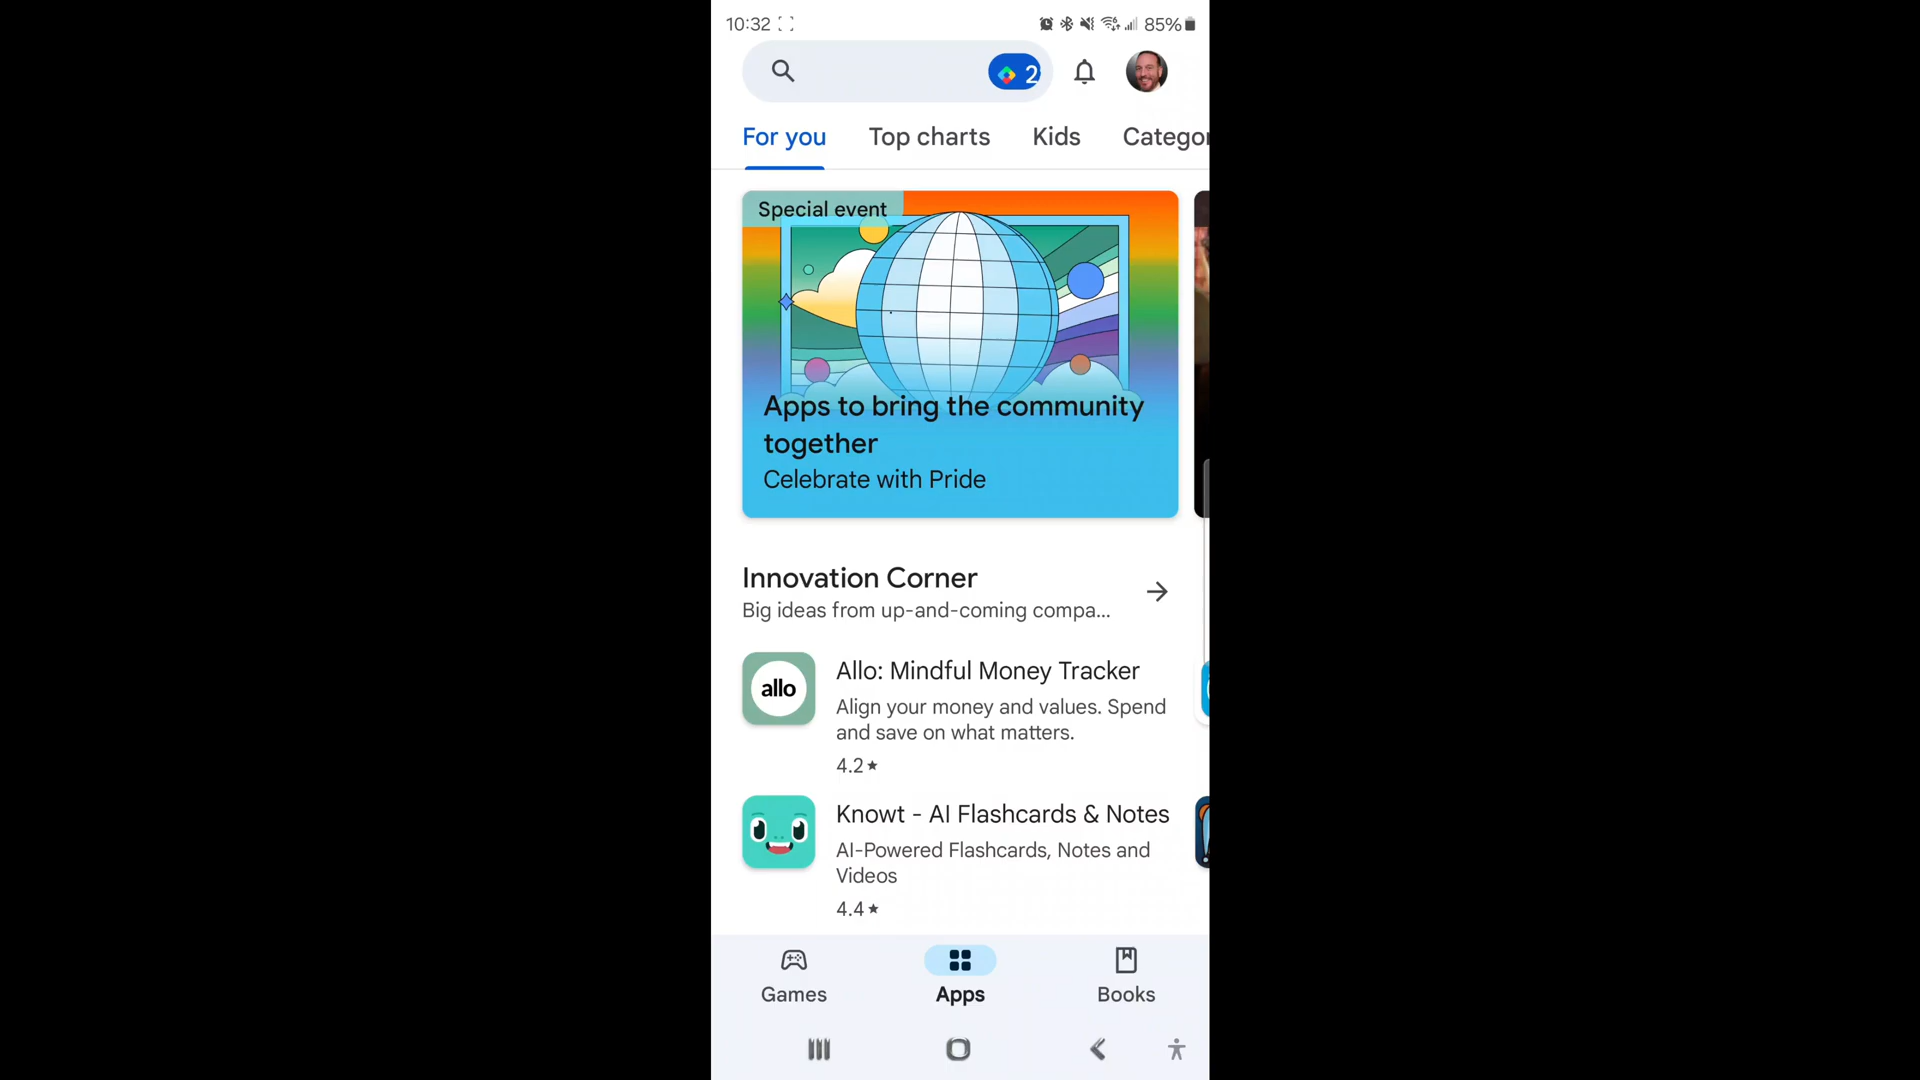 10:32
85%
2
For you Top charts Kids Categor
Special event
Apps to bring the community
together
Celebrate with Pride
Innovation Corner
Big ideas from up-and-coming compa...
allo
Allo: Mindful Money Tracker
Align your money and values. Spend
and save on what matters.
4.2★
Knowt - AI Flashcards & Notes
AI-Powered Flashcards, Notes and
Videos
4.4★
Games Apps Books